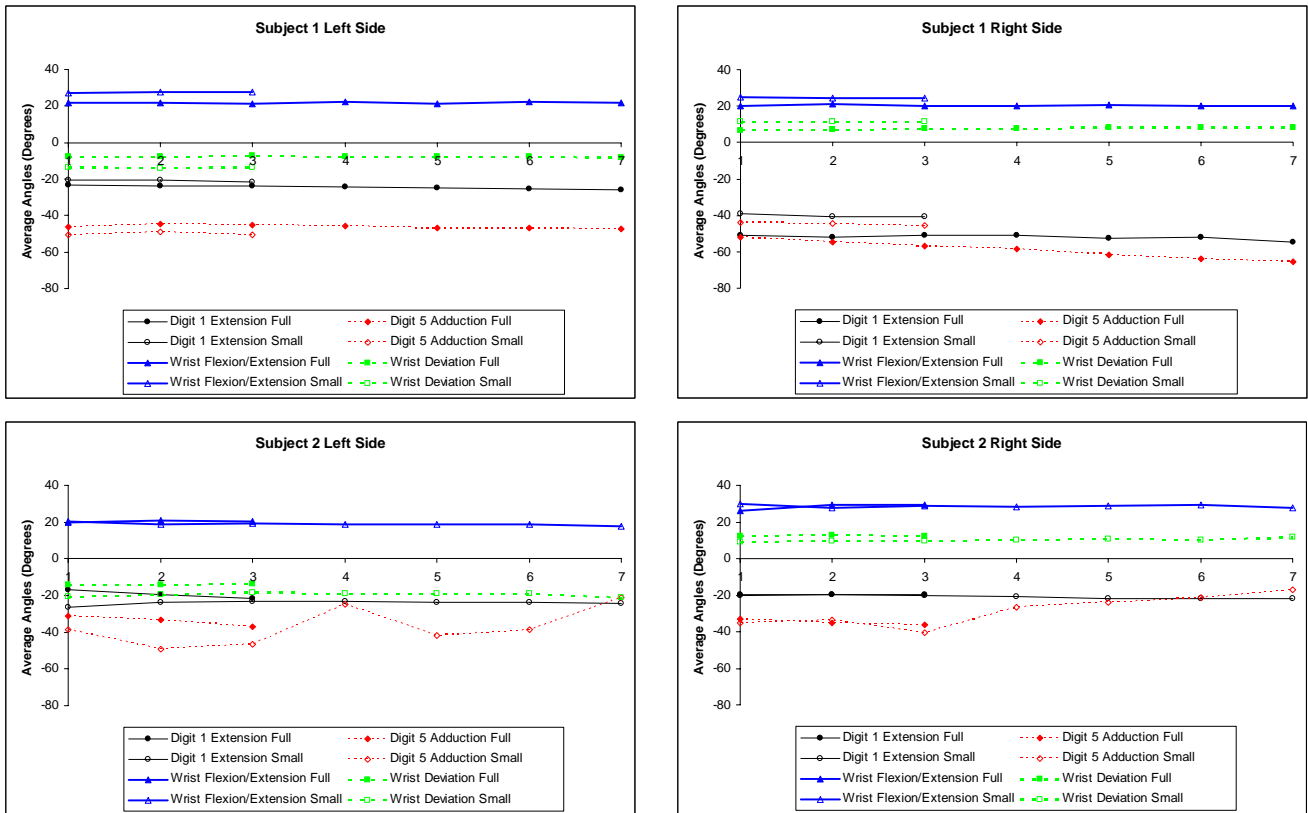 Subject 1 Left Side
Average Angles (Degrees)
40
20
0
-20
-40
-60
-80
1 2 3 4 5 6 7
Digit 1 Extension Full Digit 5 Adduction Full
Digit 1 Extension Small Digit 5 Adduction Small
Wrist Flexion/Extension Full Wrist Deviation Full
Wrist Flexion/Extension Small Wrist Deviation Small
Subject 1 Right Side
Average Angles (Degrees)
40
20
0
-20
-40
-60
-80
1 2 3 4 5 6 7
Digit 1 Extension Full Digit 5 Adduction Full
Digit 1 Extension Small Digit 5 Adduction Small
Wrist Flexion/Extension Full Wrist Deviation Full
Wrist Flexion/Extension Small Wrist Deviation Small
Subject 2 Left Side
Average Angles (Degrees)
40
20
0
-20
-40
-60
-80
1 2 3 4 5 6 7
Digit 1 Extension Full Digit 5 Adduction Full
Digit 1 Extension Small Digit 5 Adduction Small
Wrist Flexion/Extension Full Wrist Deviation Full
Wrist Flexion/Extension Small Wrist Deviation Small
Subject 2 Right Side
Average Angles (Degrees)
40
20
0
-20
-40
-60
-80
1 2 3 4 5 6 7
Digit 1 Extension Full Digit 5 Adduction Full
Digit 1 Extension Small Digit 5 Adduction Small
Wrist Flexion/Extension Full Wrist Deviation Full
Wrist Flexion/Extension Small Wrist Deviation Small